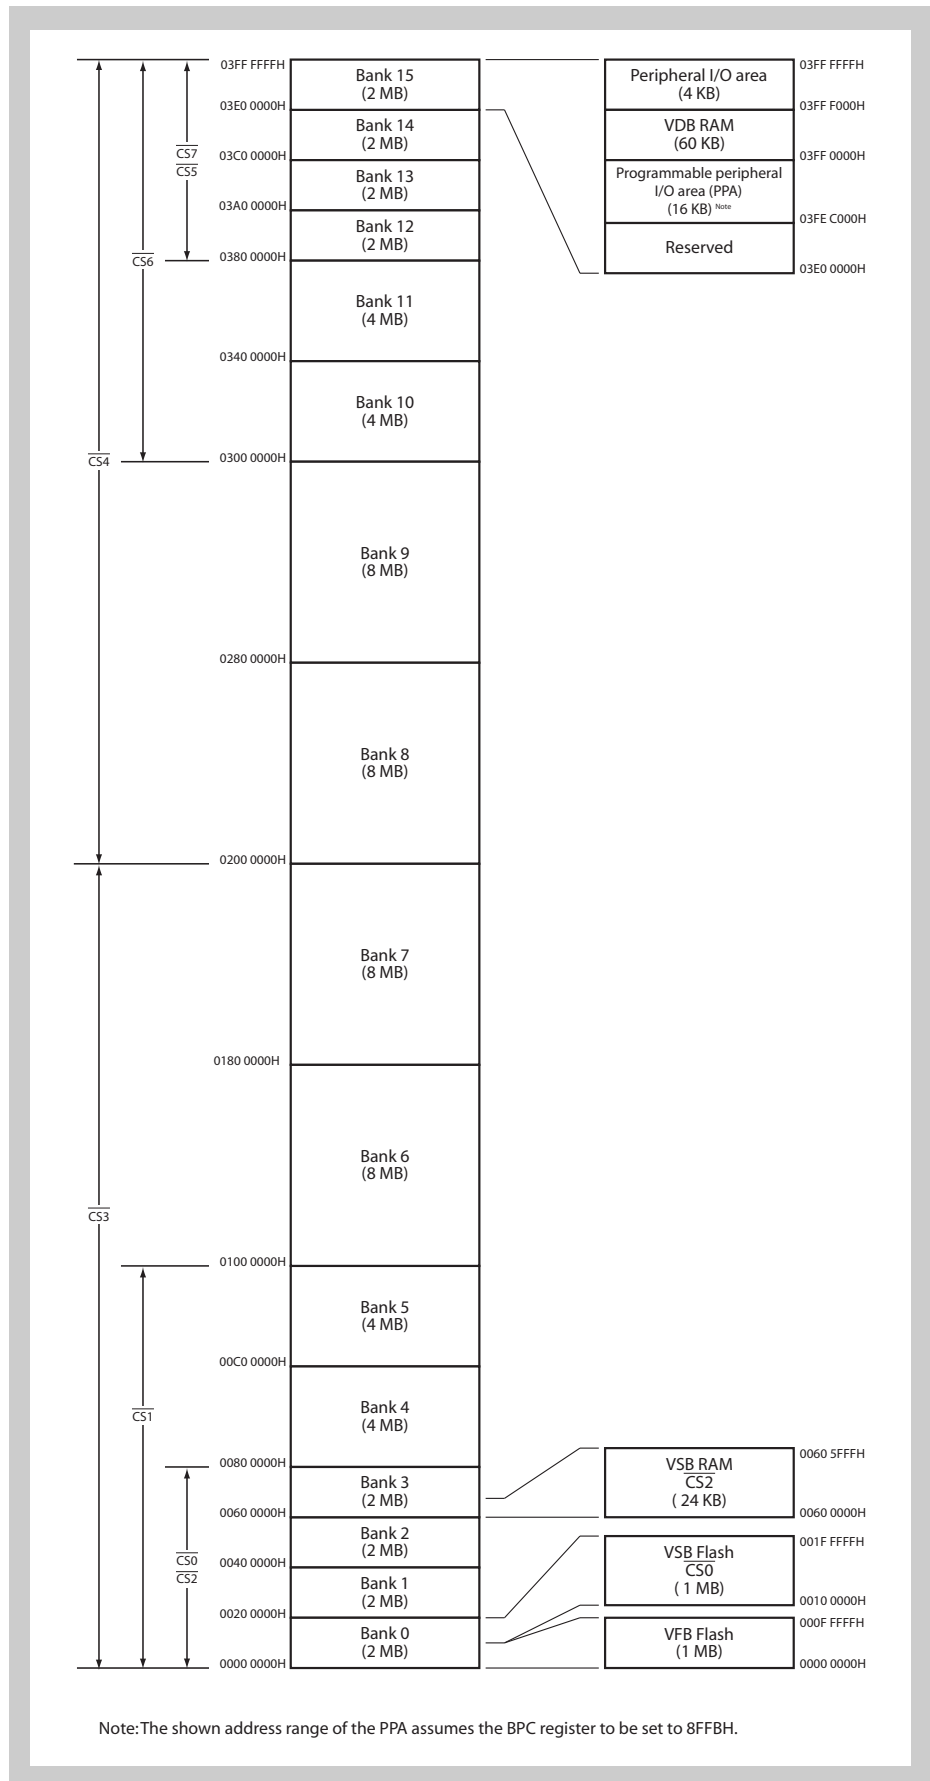 03FF FFFFH
Bank 15
(2 MB)
03E0 0000H
Bank 14
(2 MB)
03C0 0000H
Bank 13
(2 MB)
03A0 0000H
Bank 12
(2 MB)
0380 0000H
CS7
CS5
CS6
Bank 11
(4 MB)
0340 0000H
Bank 10
(4 MB)
0300 0000H
CS4
Bank 9
(8 MB)
0280 0000H
Bank 8
(8 MB)
0200 0000H
Bank 7
(8 MB)
0180 0000H
Bank 6
(8 MB)
CS3
0100 0000H
Bank 5
(4 MB)
00C0 0000H
Bank 4
(4 MB)
CS1
0080 0000H
Bank 3
(2 MB)
0060 0000H
Bank 2
(2 MB)
CS0
CS2
0040 0000H
Bank 1
(2 MB)
0020 0000H
Bank 0
(2 MB)
0000 0000H
Peripheral I/O area
(4 KB)
03FF FFFFH
03FF F000H
VDB RAM
(60 KB)
03FF 0000H
Programmable peripheral
I/O area (PPA)
(16 KB) Note
03FE C000H
Reserved
03E0 0000H
0060 5FFFH
VSB RAM
CS2
( 24 KB)
0060 0000H
001F FFFFH
VSB Flash
CS0
( 1 MB)
0010 0000H
000F FFFFH
VFB Flash
(1 MB)
0000 0000H
Note: The shown address range of the PPA assumes the BPC register to be set to 8FFBH.